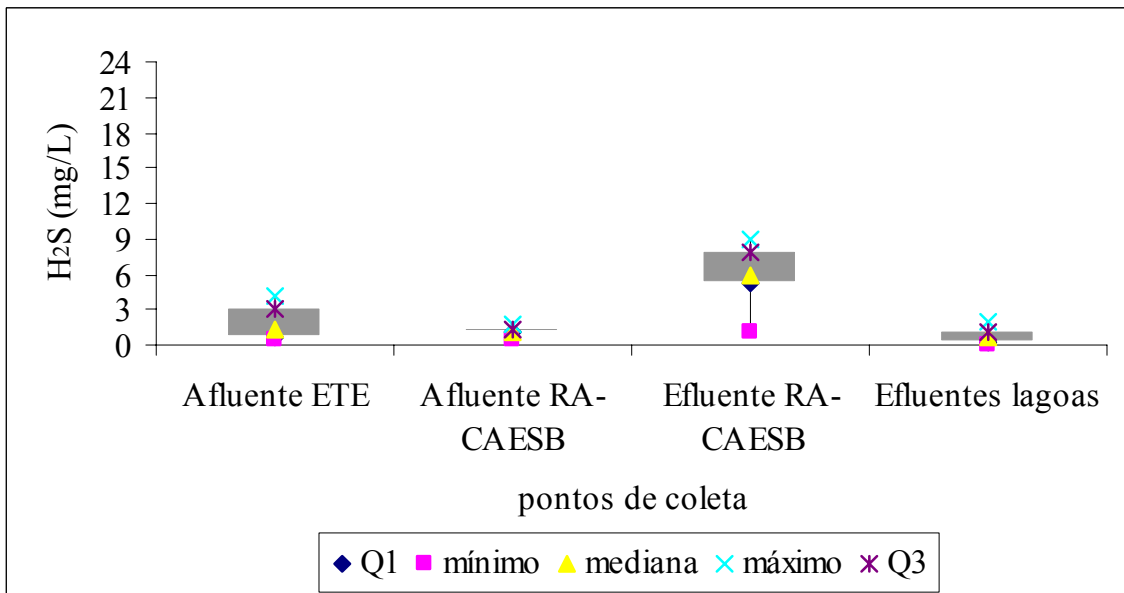 24
21
18
15
12
9
6
3
0
H2S (mg/L)
Afluente ETE
Afluente RA-
CAESB
Efluente RA-
CAESB
Efluentes lagoas
pontos de coleta
Q1 mínimo mediana máximo Q3